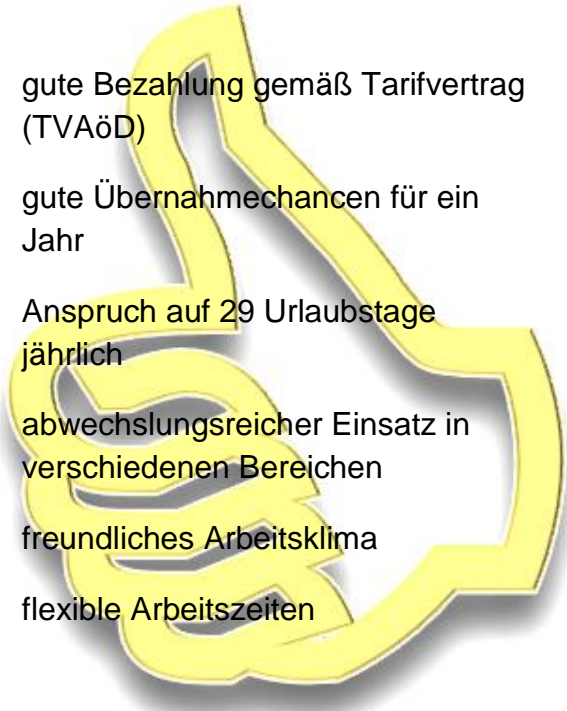 gute Bezahlung gemäß Tarifvertrag
(TVAöD)
gute Übernahmechancen für ein
Jahr
Anspruch auf 29 Urlaubstage
jährlich
abwechslungsreicher Einsatz in
verschiedenen Bereichen
freundliches Arbeitsklima
flexible Arbeitszeiten